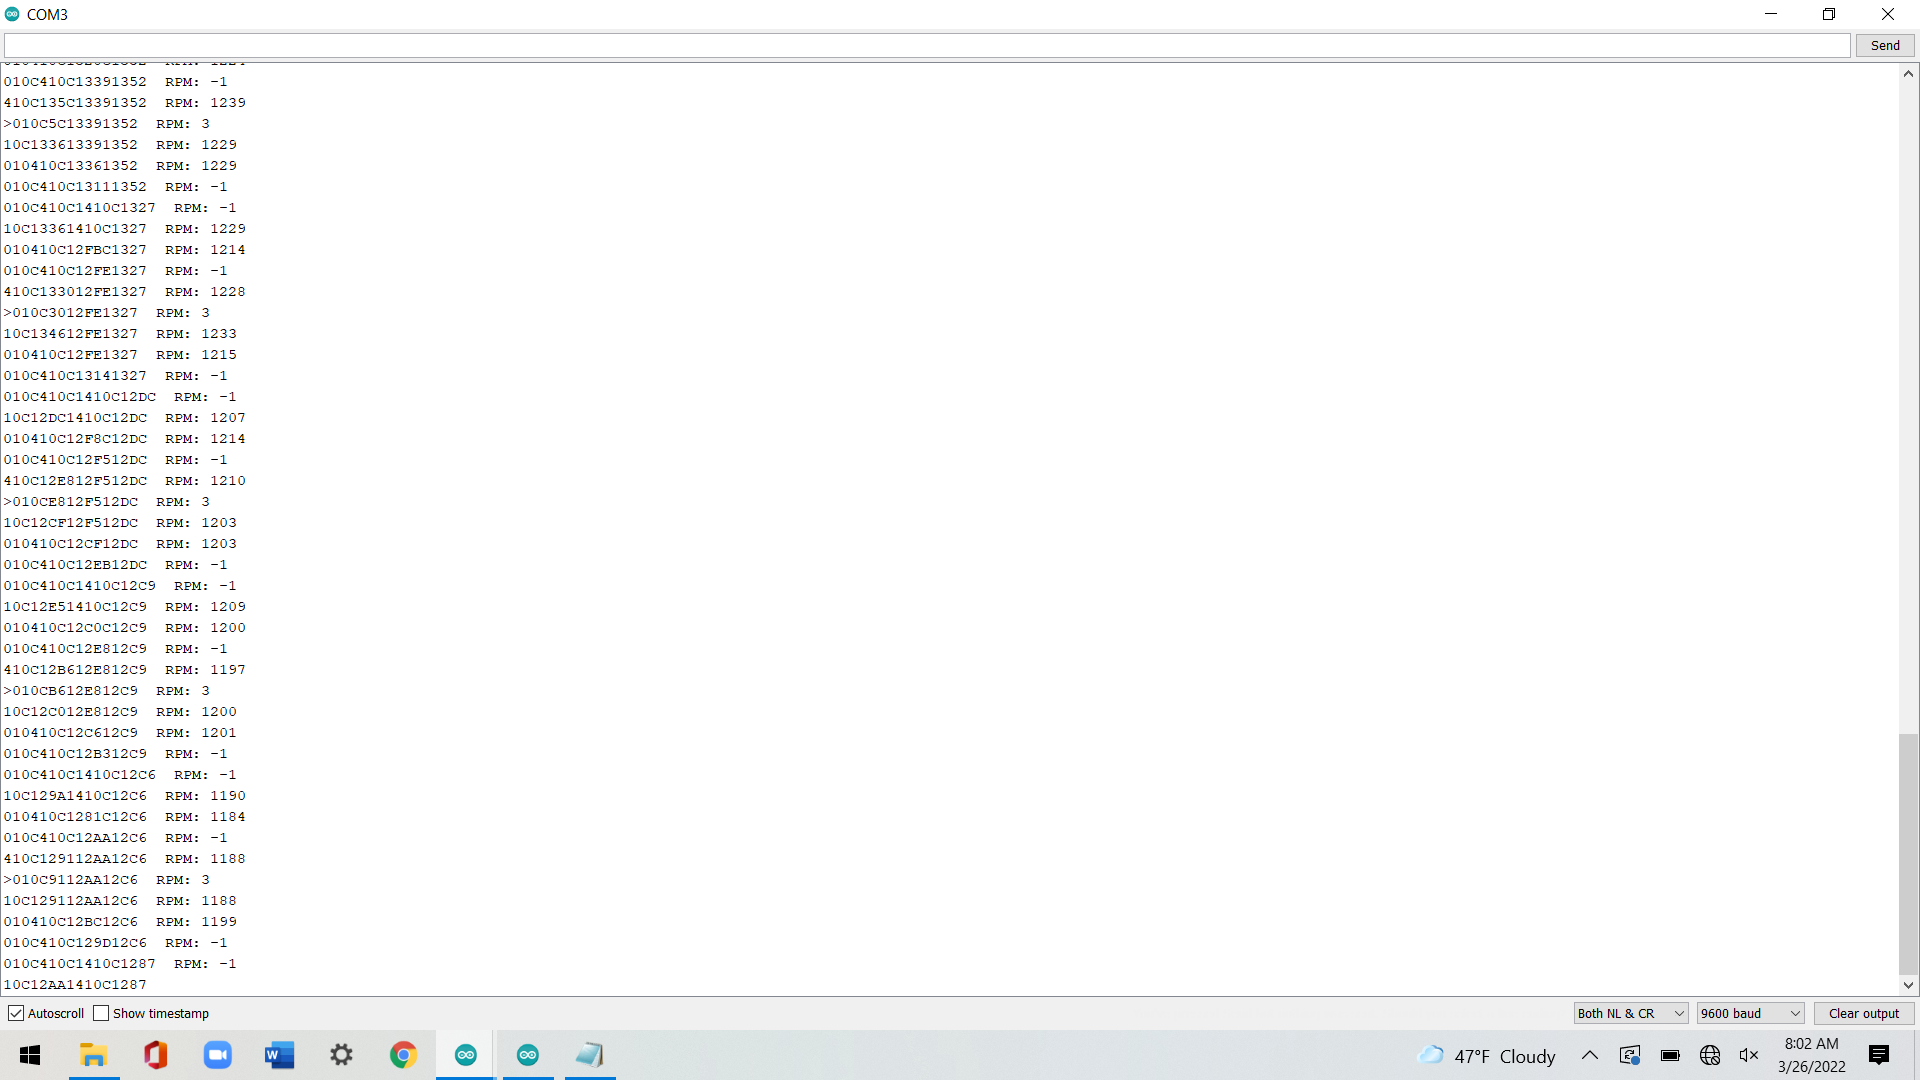 COM3
Send
010C410C13391352  RPM: -1
410C135C13391352  RPM: 1239
>010C5C13391352  RPM: 3
10C133613391352  RPM: 1229
010410C13361352  RPM: 1229
010C410C13111352  RPM: -1
010C410C1410C1327  RPM: -1
10C13361410C1327  RPM: 1229
010410C12FBC1327  RPM: 1214
010C410C12FE1327  RPM: -1
410C133012FE1327  RPM: 1228
>010C3012FE1327  RPM: 3
10C134612FE1327  RPM: 1233
010410C12FE1327  RPM: 1215
010C410C13141327  RPM: -1
010C410C1410C12DC  RPM: -1
10C12DC1410C12DC  RPM: 1207
010410C12F8C12DC  RPM: 1214
010C410C12F512DC  RPM: -1
410C12E812F512DC  RPM: 1210
>010CE812F512DC  RPM: 3
10C12CF12F512DC  RPM: 1203
010410C12CF12DC  RPM: 1203
010C410C12EB12DC  RPM: -1
010C410C1410C12C9  RPM: -1
10C12E51410C12C9  RPM: 1209
010410C12C0C12C9  RPM: 1200
010C410C12E812C9  RPM: -1
410C12B612E812C9  RPM: 1197
>010CB612E812C9  RPM: 3
10C12C012E812C9  RPM: 1200
010410C12C612C9  RPM: 1201
010C410C12B312C9  RPM: -1
010C410C1410C12C6  RPM: -1
10C129A1410C12C6  RPM: 1190
010410C1281C12C6  RPM: 1184
010C410C12AA12C6  RPM: -1
410C129112AA12C6  RPM: 1188
>010C9112AA12C6  RPM: 3
10C129112AA12C6  RPM: 1188
010410C12BC12C6  RPM: 1199
010C410C129D12C6  RPM: -1
010C410C1410C1287  RPM: -1
10C12AA1410C1287
Autoscroll Show timestamp Both NL & CR 9600 baud Clear output
47°F Cloudy
8:02 AM
3/26/2022